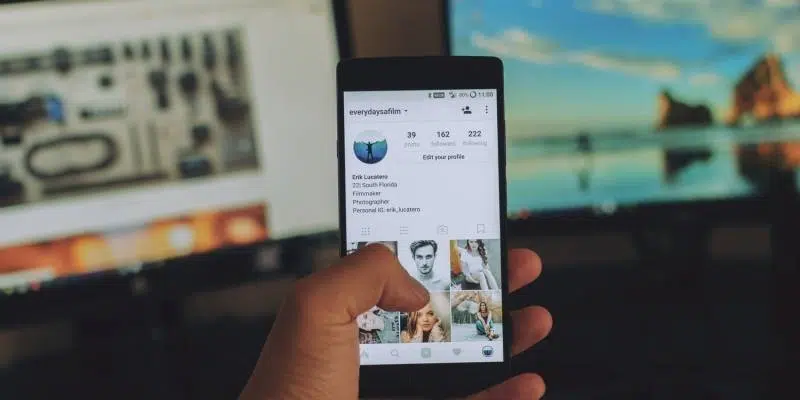 11:00
everydaysafilm
39 162 222
posts followers following
Edit your profile
Erik Lucatero
22| South Florida
Filmmaker
Photographer
Personal IG: erik_lucatero